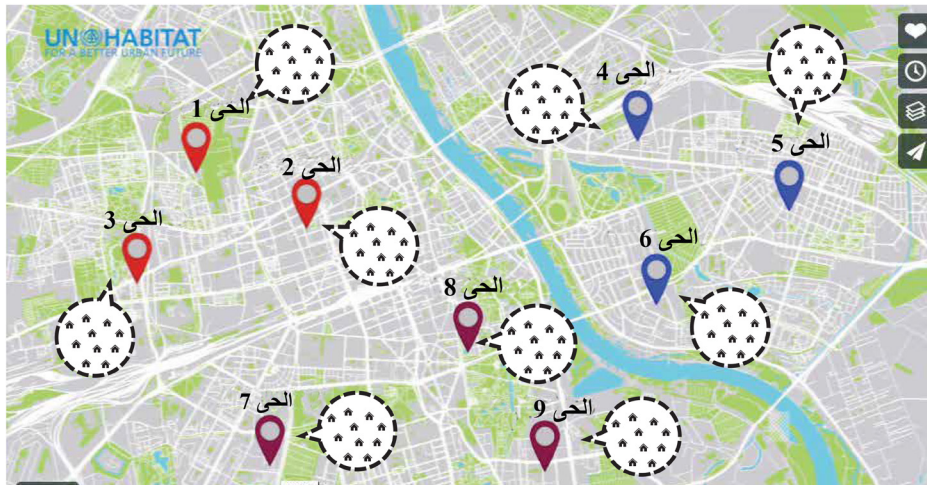 UN HABITAT
FOR A BETTER URBAN FUTURE
الحى 1
الحى 2
الحى 3
الحى 4
الحى 5
الحى 6
الحى 7
الحى 8
الحى 9